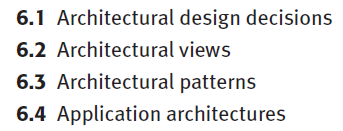 6.1 Architectural design decisions
6.2 Architectural views
6.3 Architectural patterns
6.4 Application architectures